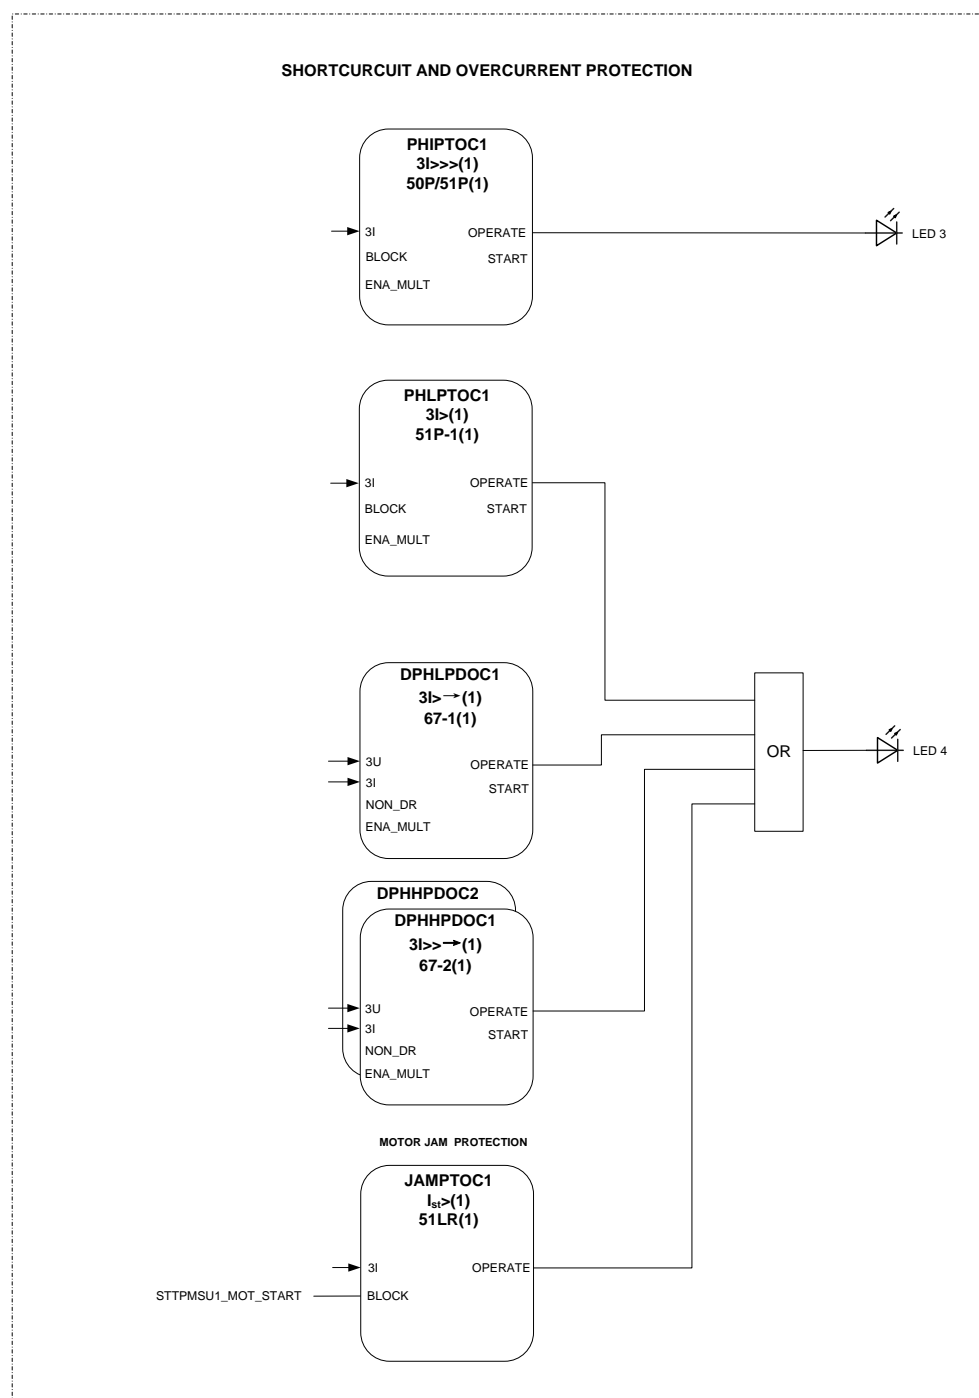 SHORTCURCUIT AND OVERCURRENT PROTECTION
PHIPTOC1
3I>>>(1)
50P/51P(1)
3I
OPERATE
BLOCK
START
ENA_MULT
LED 3
PHLPTOC1
3I>(1)
51P-1(1)
3I
OPERATE
BLOCK
START
ENA_MULT
DPHLPDOC1
3I>→(1)
67-1(1)
3U
OPERATE
3I
START
NON_DR
ENA_MULT
OR
LED 4
DPHHPDOC2
DPHHPDOC1
3I>>→(1)
67-2(1)
3U
OPERATE
3I
START
NON_DR
ENA_MULT
MOTOR JAM PROTECTION
JAMPTOC1
Ist>(1)
51LR(1)
3I
OPERATE
STTPMSU1_MOT_START
BLOCK